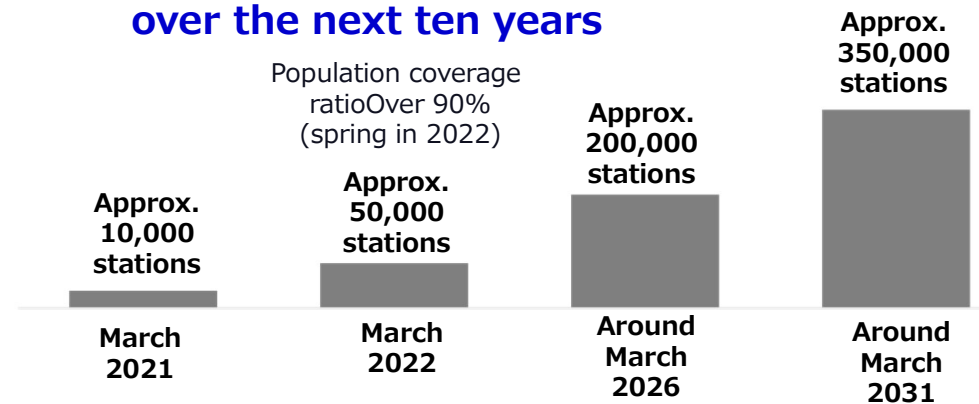 over the next ten years
Population coverage
ratioOver 90%
(spring in 2022)
Approx.
10,000
stations
Approx.
50,000
stations
Approx.
200,000
stations
Approx.
350,000
stations
March
2021
March
2022
Around
March
2026
Around
March
2031